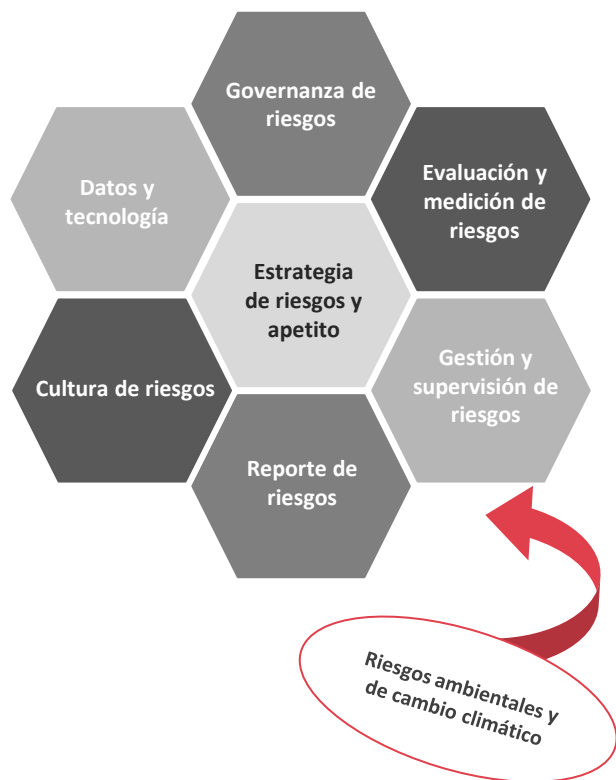 Governanza de
riesgos
Datos y
tecnología
Evaluación y
medición de
riesgos
Estrategia
de riesgos y
apetito
Cultura de riesgos
Gestión y
supervisión de
riesgos
Reporte de
riesgos
Riesgos ambientales y
de cambio climático